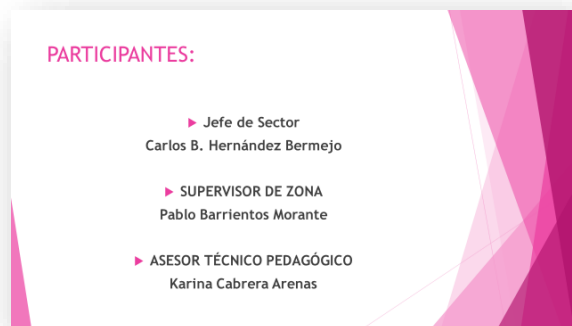 PARTICIPANTES:
Jefe de Sector
Carlos B. Hernández Bermejo
SUPERVISOR DE ZONA
Pablo Barrientos Morante
ASESOR TÉCNICO PEDAGÓGICO
Karina Cabrera Arenas